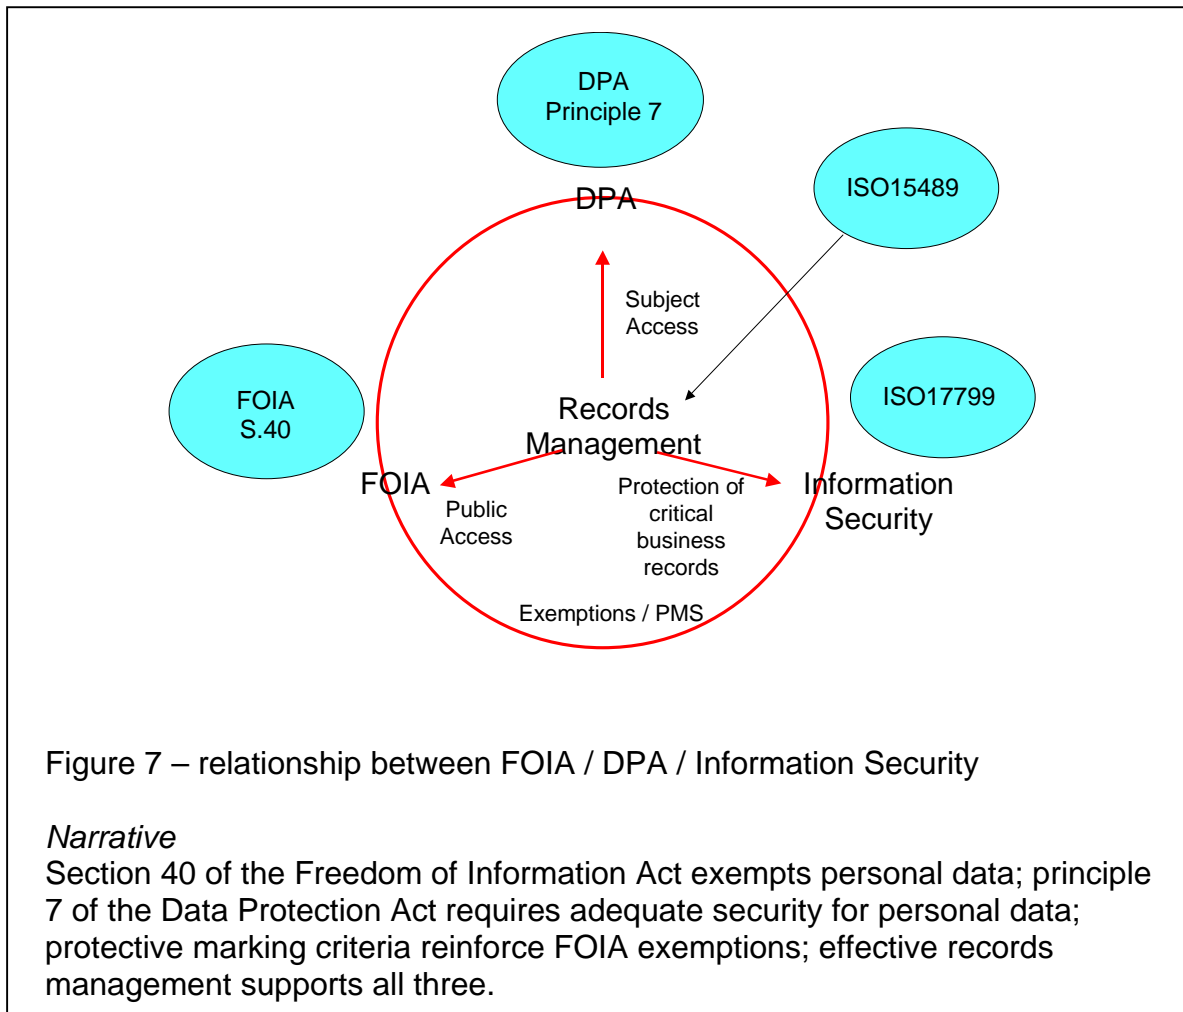 DPA
Principle 7
ISO15489
DPA
Subject
Access
ISO17799
FOIA
S.40
Records
Management
FOIA
Public
Access
Protection of
critical
business
records
Information
Security
Exemptions / PMS
Figure 7 – relationship between FOIA / DPA / Information Security
Narrative
Section 40 of the Freedom of Information Act exempts personal data; principle
7 of the Data Protection Act requires adequate security for personal data;
protective marking criteria reinforce FOIA exemptions; effective records
management supports all three.